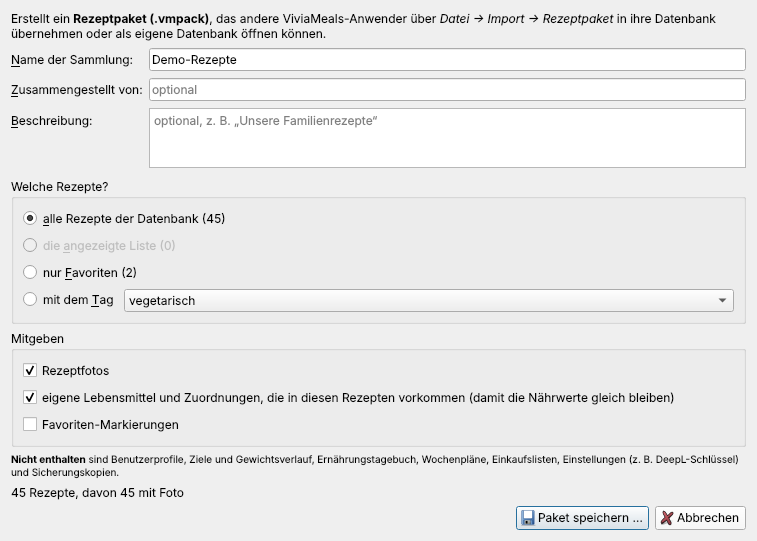 Erstellt ein Rezeptpaket (.vmpack), das andere ViviaMeals-Anwender über Datei → Import → Rezeptpaket in ihre Datenbank
übernehmen oder als eigene Datenbank öffnen können.
Name der Sammlung: Demo-Rezepte
Zusammengestellt von: optional
Beschreibung: optional, z. B. „Unsere Familienrezepte“
Welche Rezepte?
alle Rezepte der Datenbank (45)
die angezeigte Liste (0)
nur Favoriten (2)
mit dem Tag vegetarisch
Mitgeben
Rezeptfotos
eigene Lebensmittel und Zuordnungen, die in diesen Rezepten vorkommen (damit die Nährwerte gleich bleiben)
Favoriten-Markierungen
Nicht enthalten sind Benutzerprofile, Ziele und Gewichtsverlauf, Ernährungstagebuch, Wochenpläne, Einkaufslisten, Einstellungen (z. B. DeepL-Schlüssel)
und Sicherungskopien.
45 Rezepte, davon 45 mit Foto
Paket speichern ... Abbrechen